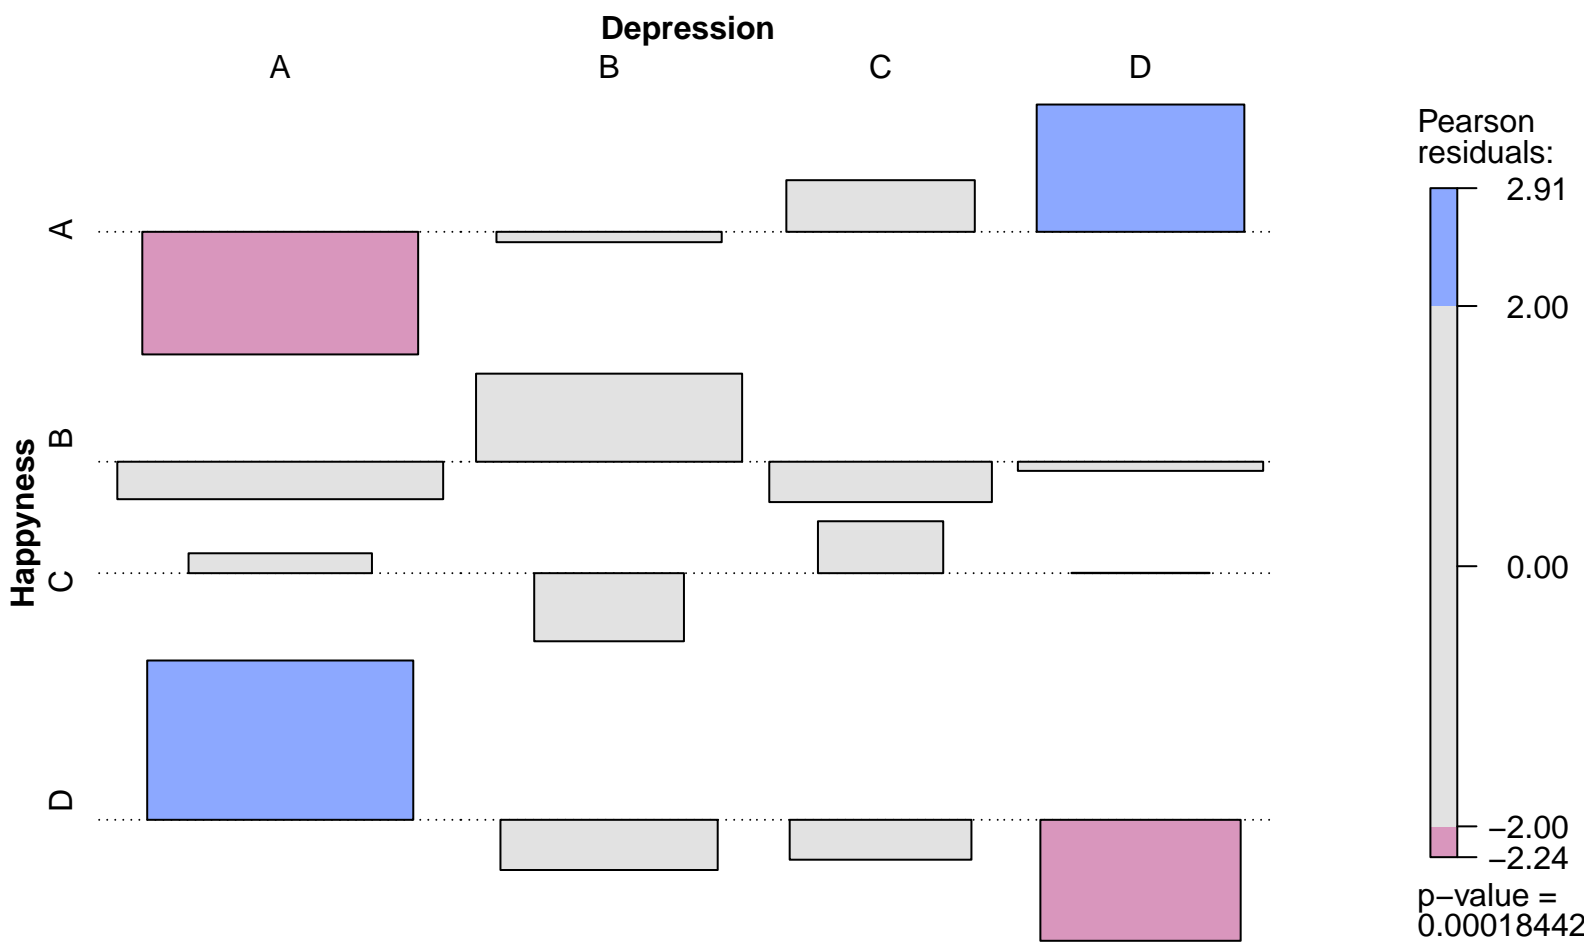 Depression
A B C D
Happyness
A
B
C
D
Pearson
residuals:
2.91
2.00
0.00
−2.00
−2.24
p−value =
0.00018442